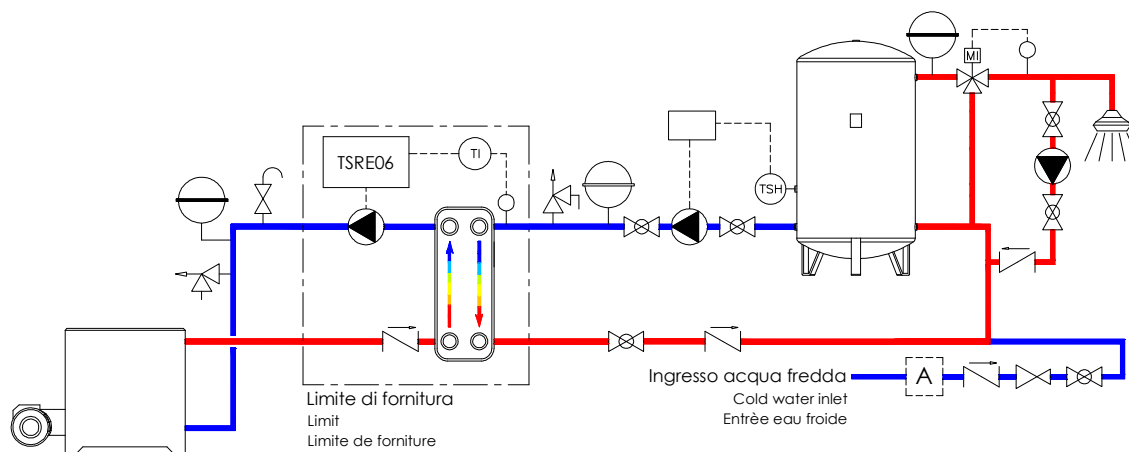 MI
TSRE06
TI
TSH
Ingresso acqua fredda
Cold water inlet
Entrèe eau froide
A
Limite di fornitura
Limit
Limite de forniture